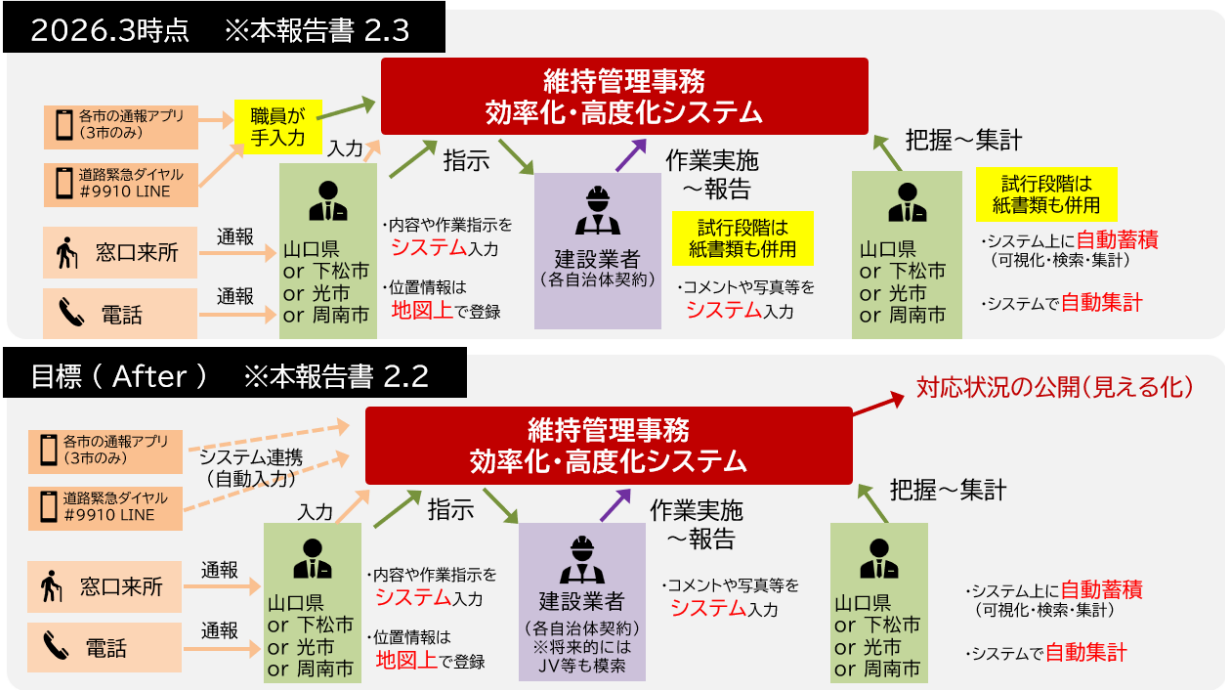 2026.3時点　※本報告書 2.3
維持管理事務
効率化・高度化システム
各市の通報アプリ
（3市のみ）
職員が
手入力
道路緊急ダイヤル
#9910 LINE
入力
指示
作業実施
～報告
把握～集計
試行段階は
紙書類も併用
窓口来所
通報
電話
通報
山口県
or 下松市
or 光市
or 周南市
・内容や作業指示を
システム入力
・位置情報は
地図上で登録
建設業者
（各自治体契約）
試行段階は
紙書類も併用
・コメントや写真等を
システム入力
山口県
or 下松市
or 光市
or 周南市
・システム上に自動蓄積
（可視化・検索・集計）
・システムで自動集計
目標（ After ）　※本報告書 2.2
対応状況の公開（見える化）
維持管理事務
効率化・高度化システム
各市の通報アプリ
（3市のみ）
システム連携
（自動入力）
道路緊急ダイヤル
#9910 LINE
入力
指示
作業実施
～報告
把握～集計
窓口来所
通報
電話
通報
山口県
or 下松市
or 光市
or 周南市
・内容や作業指示を
システム入力
・位置情報は
地図上で登録
建設業者
（各自治体契約）
※将来的には
JV等も模索
・コメントや写真等を
システム入力
山口県
or 下松市
or 光市
or 周南市
・システム上に自動蓄積
（可視化・検索・集計）
・システムで自動集計